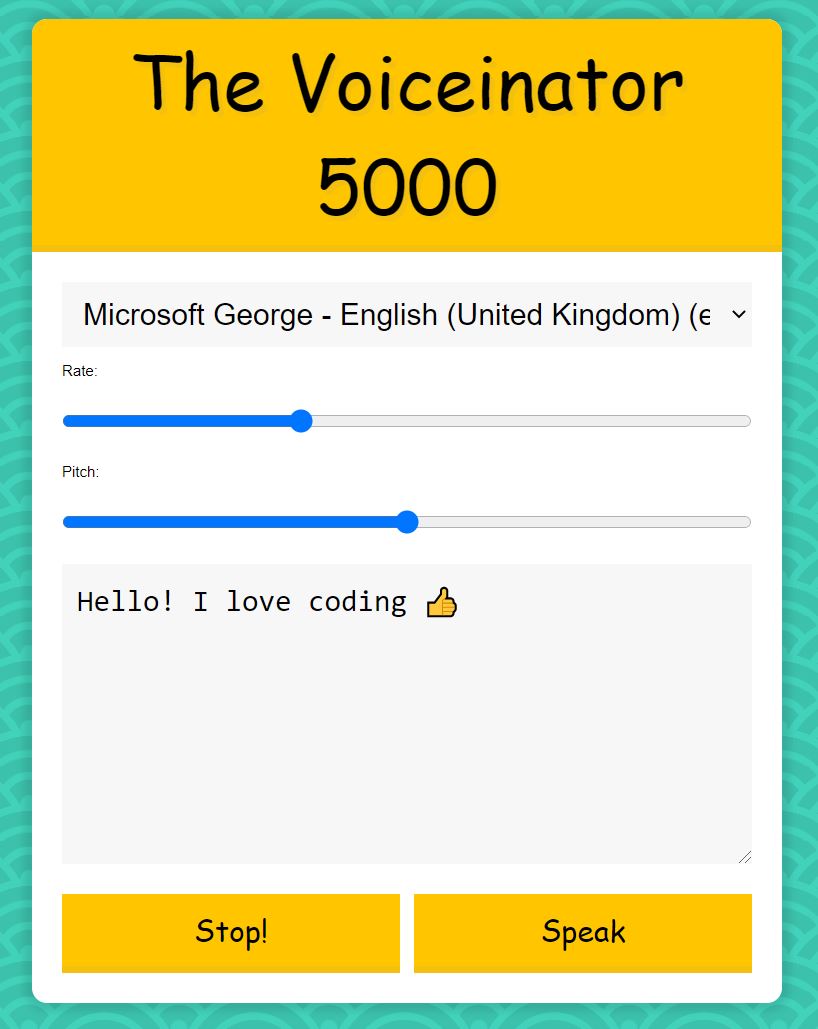 The Voiceinator
5000
Microsoft George - English (United Kingdom) (e
Rate:
Pitch:
Hello! I love coding 👍
Stop!
Speak